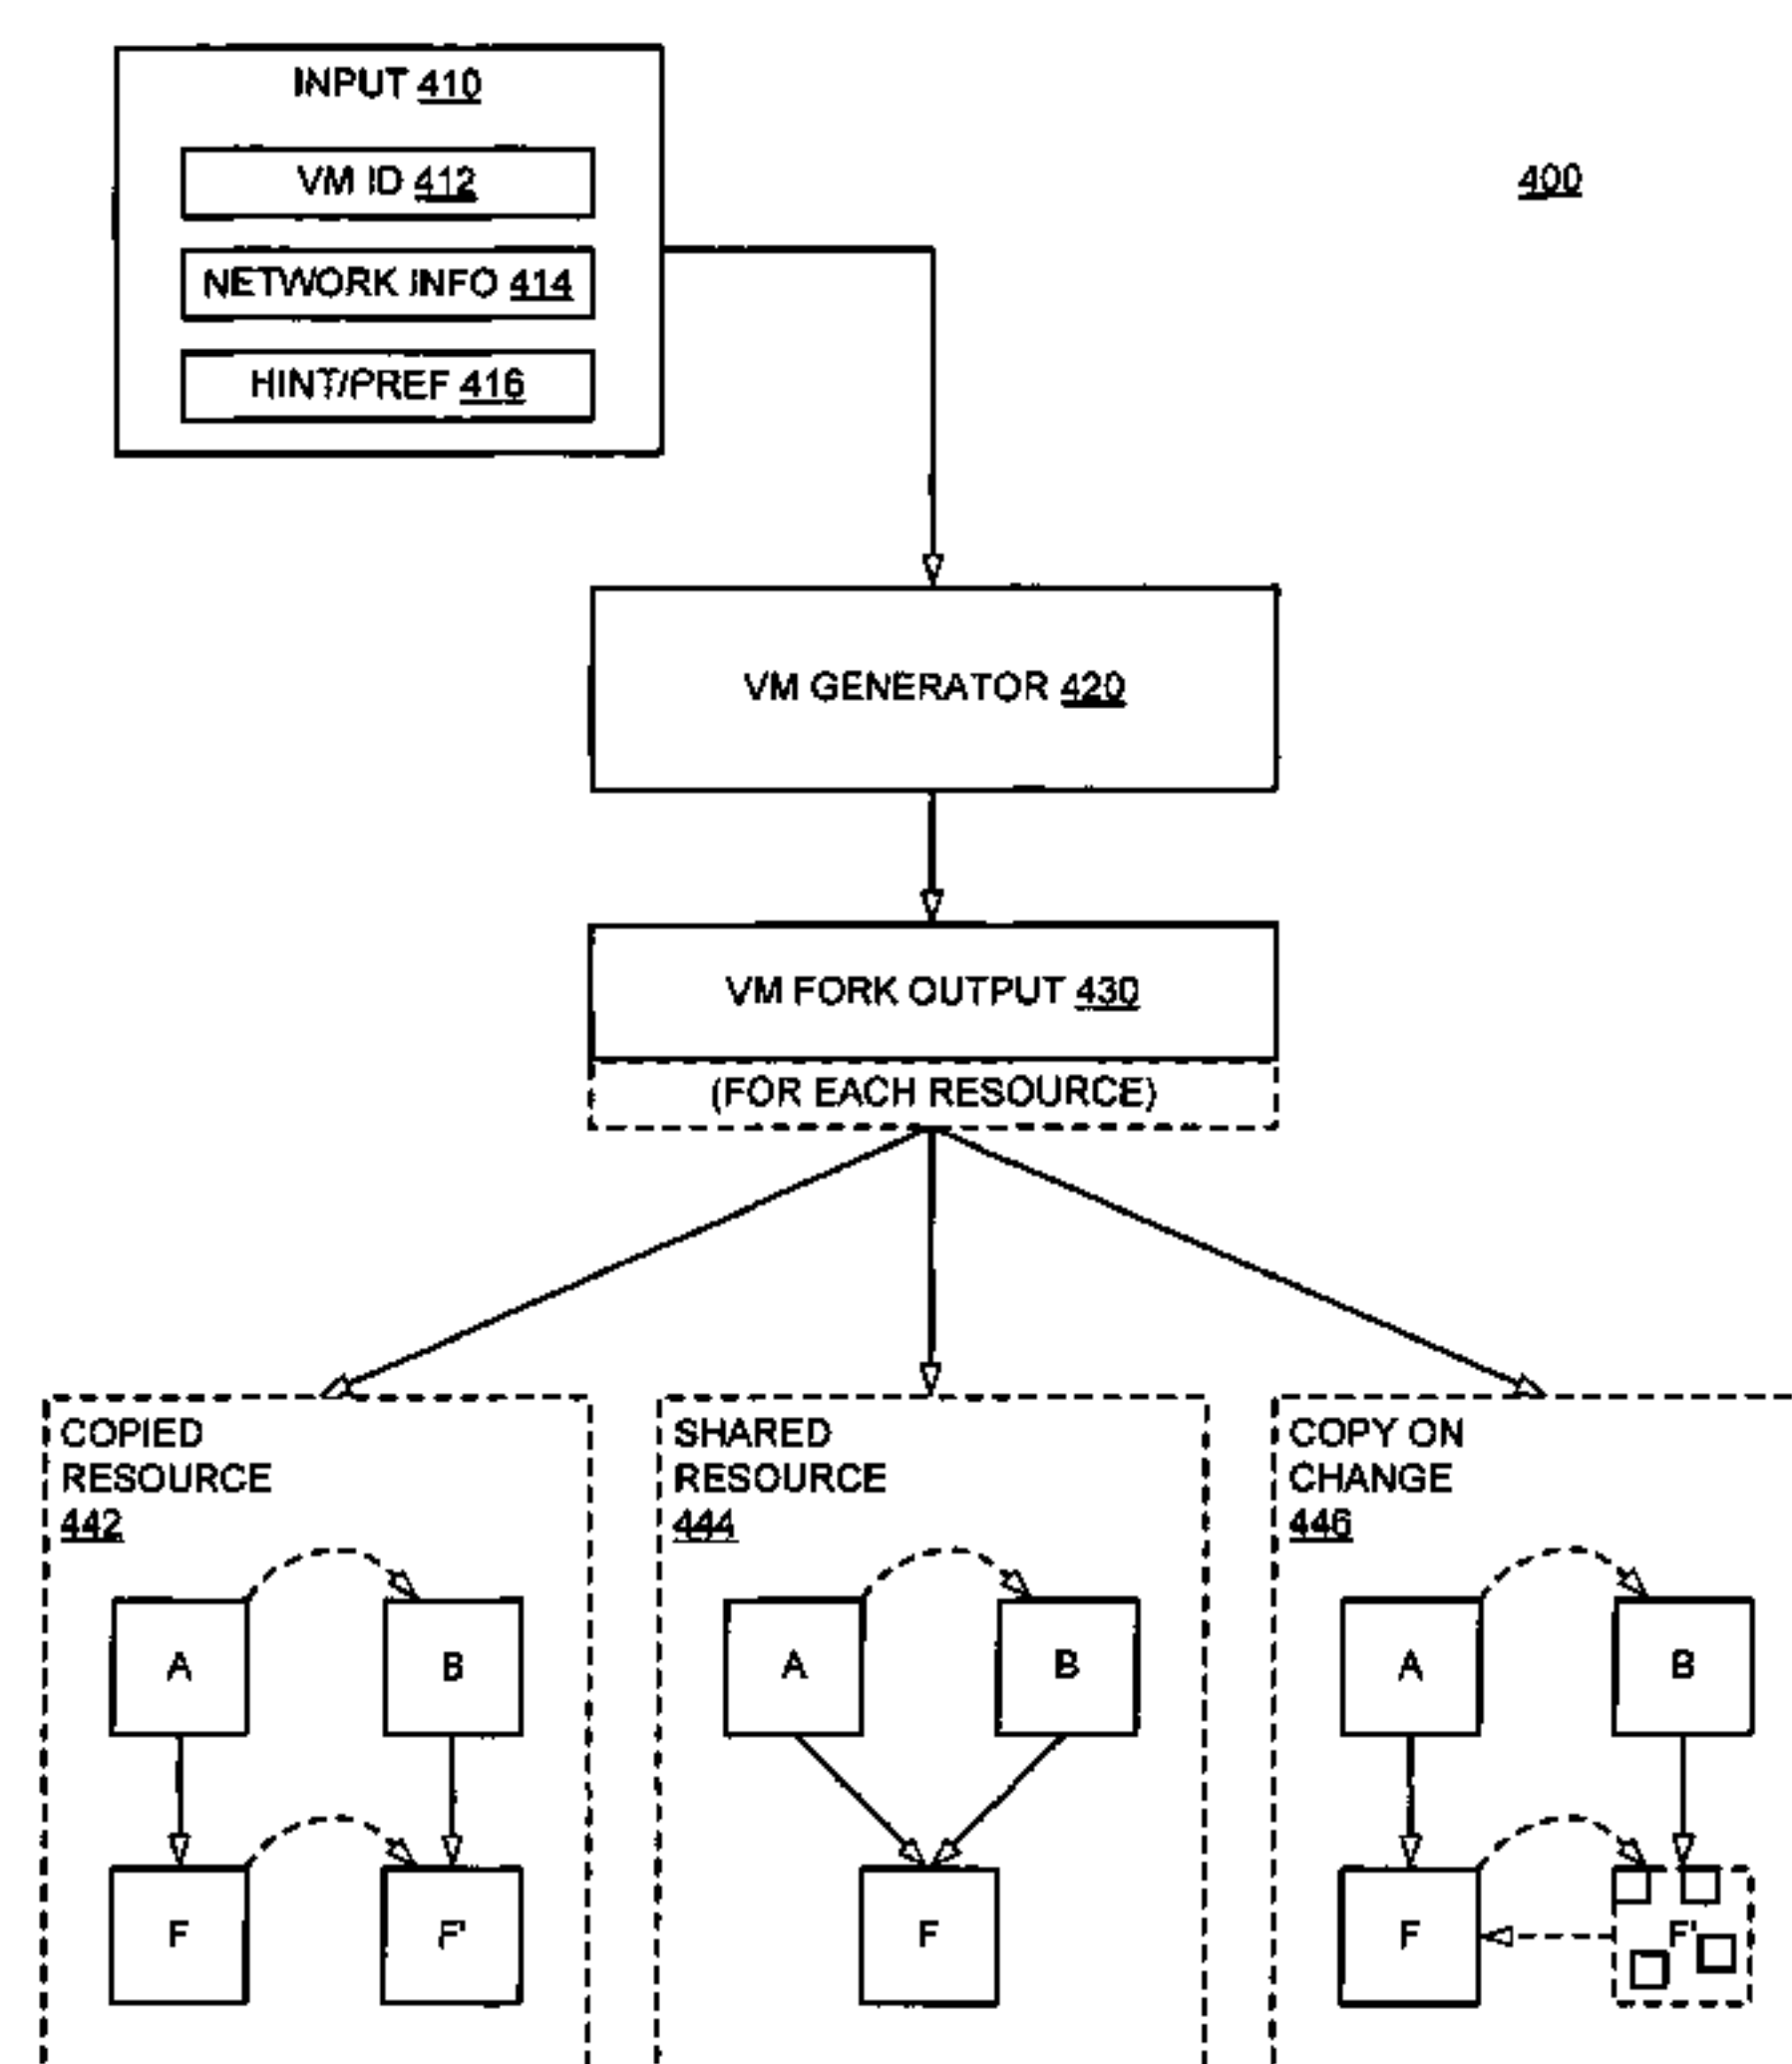 INPUT 410
VM ID 412
NETWORK INFO 414
HINT/PREF 416
400
VM GENERATOR 420
VM FORK OUTPUT 430
(FOR EACH RESOURCE)
COPIED
RESOURCE
442
A
B
F
F'
SHARED
RESOURCE
444
A
B
F
COPY ON
CHANGE
446
A
B
F
F'